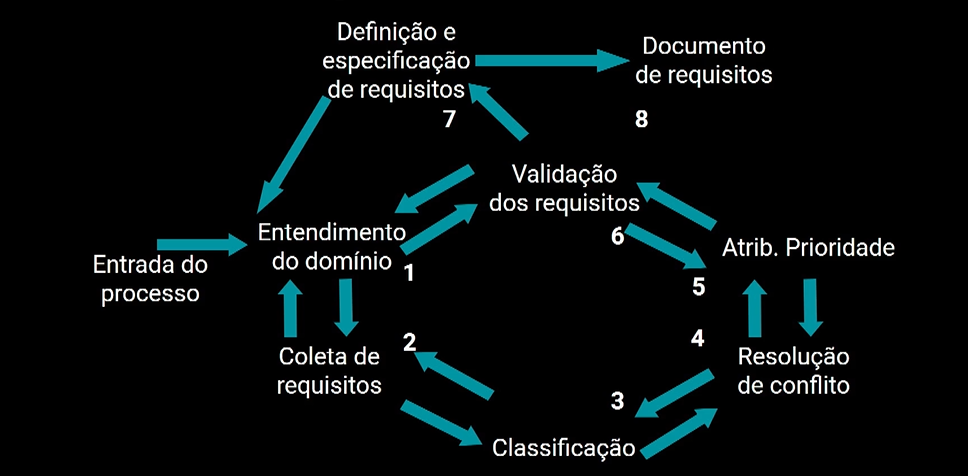 Definição e
especificação
de requisitos
7
Documento
de requisitos
8
Validação
dos requisitos
6
Entendimento
do domínio
1
Entrada do
processo
Atrib. Prioridade
5
Coleta de
requisitos
2
Resolução
de conflito
4
Classificação
3